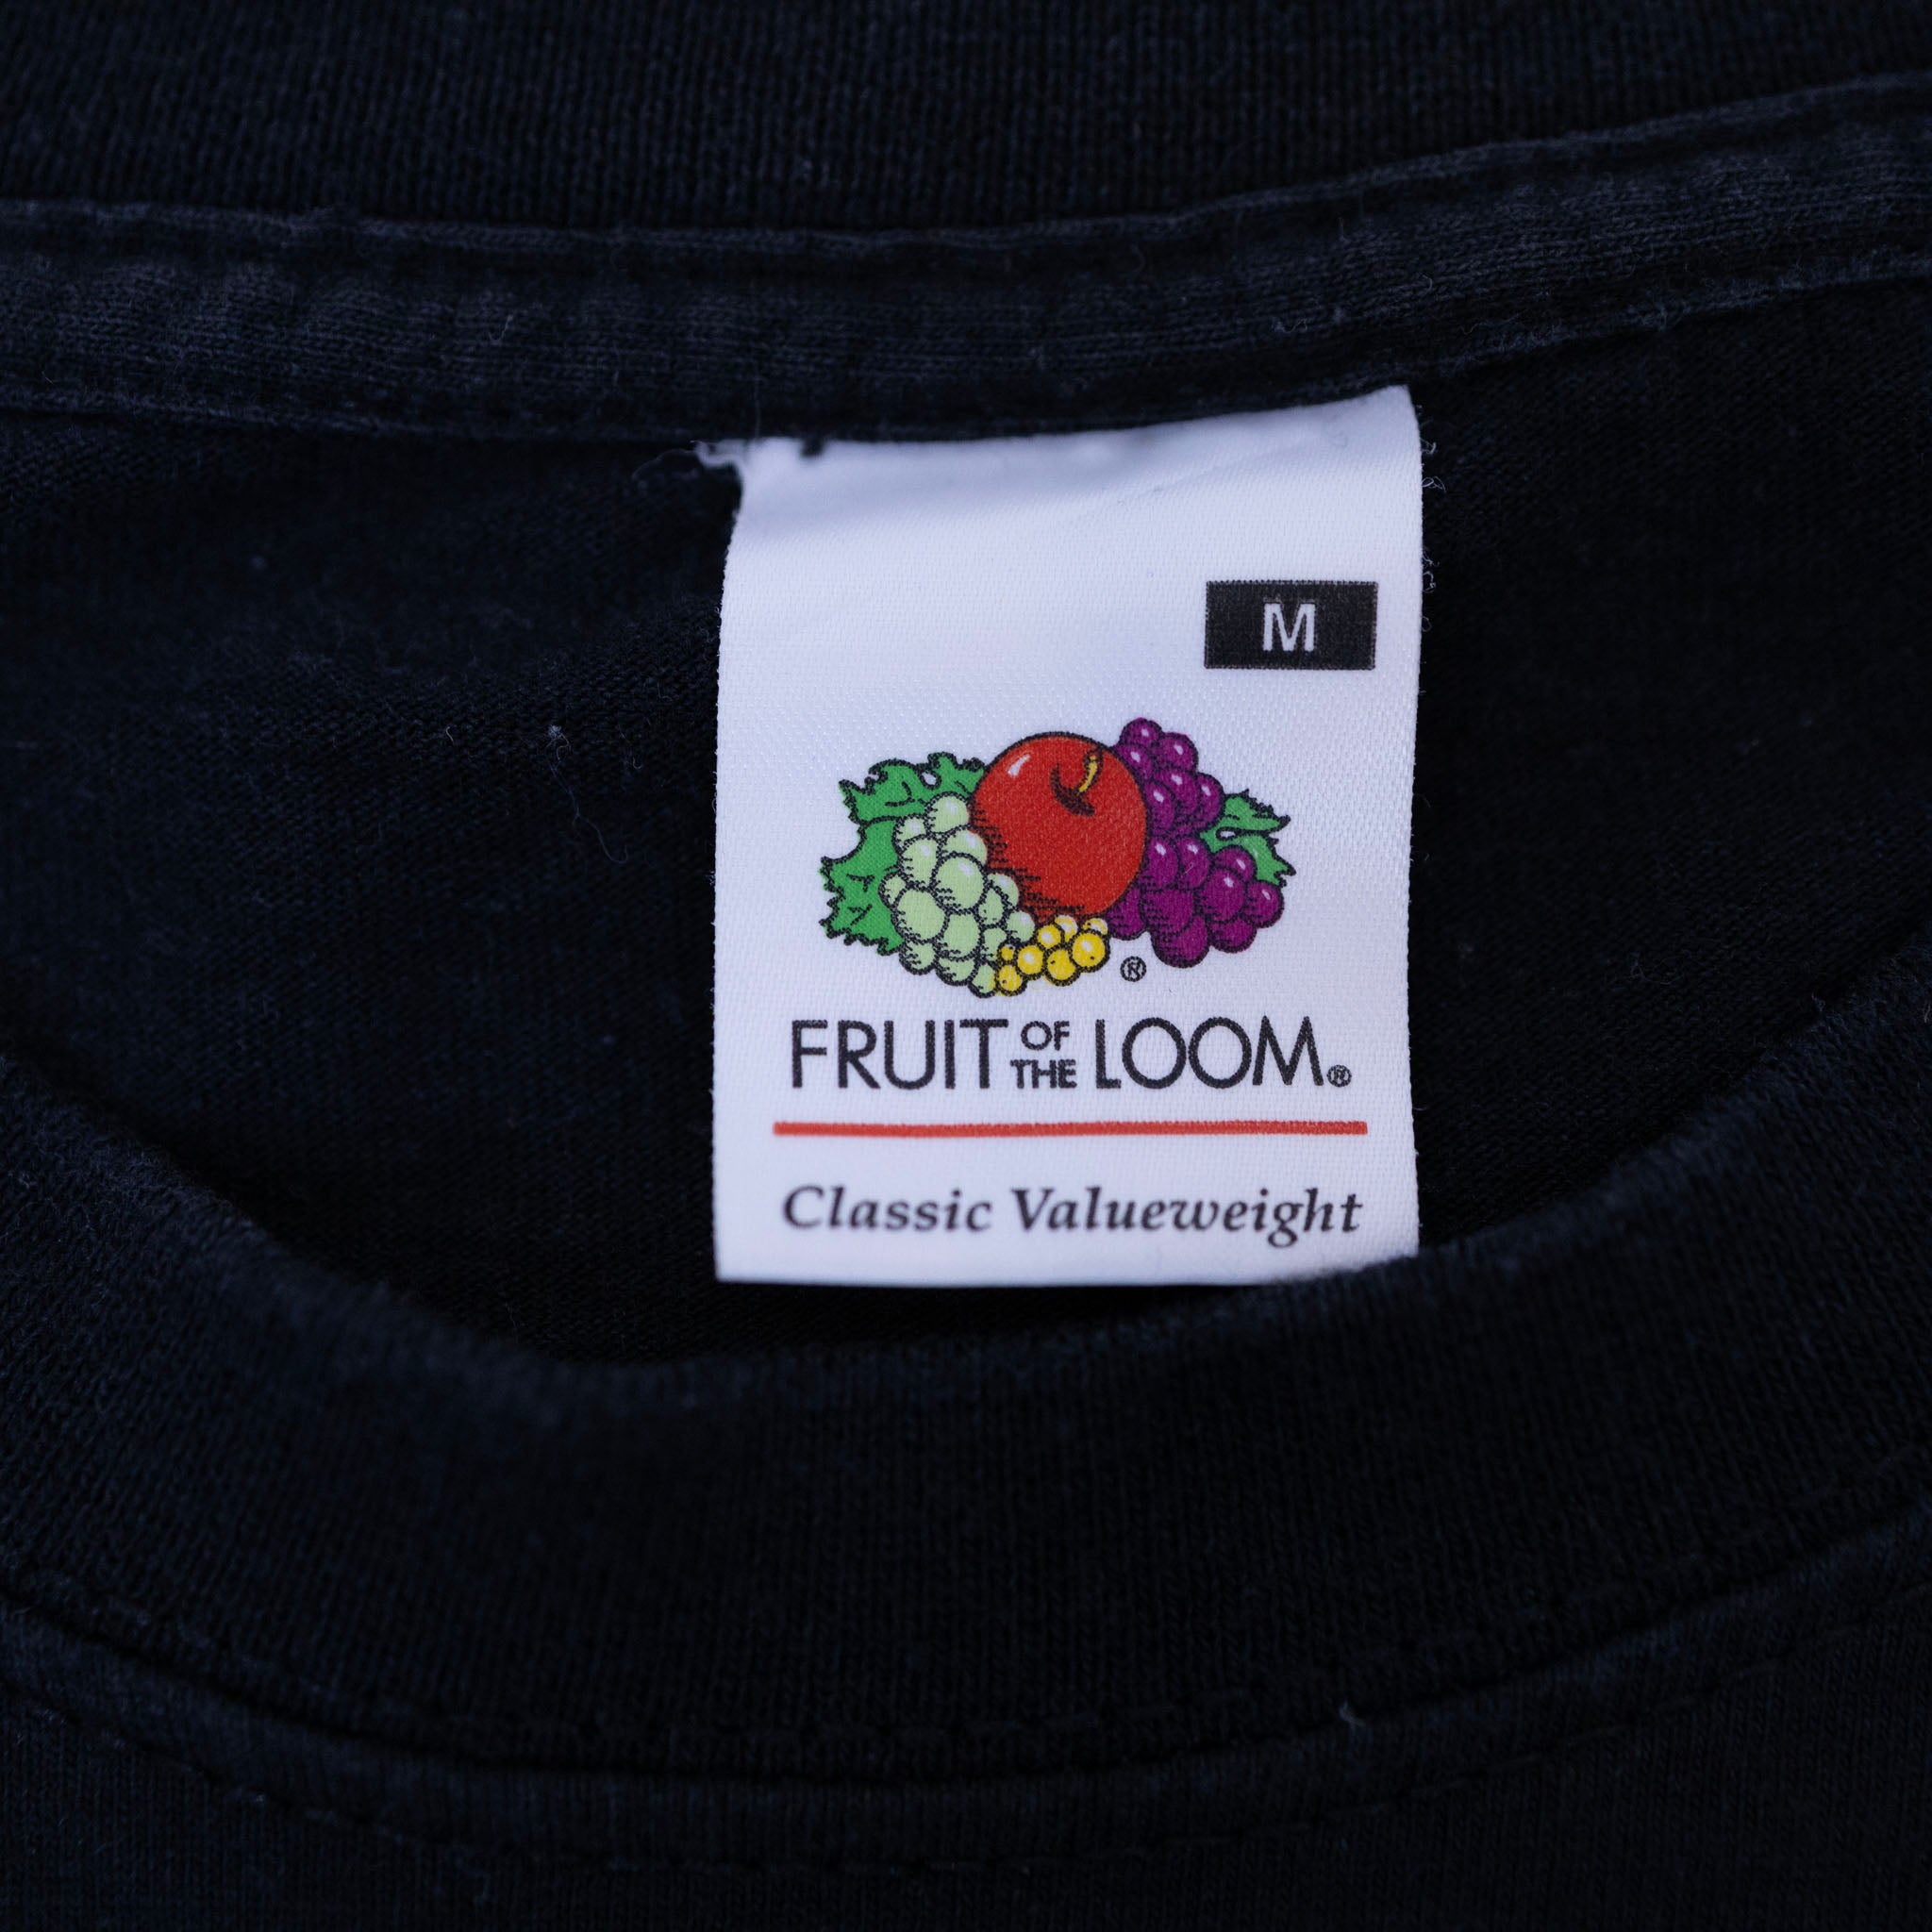 M
®
FRUIT OF THE LOOM®
Classic Valueweight